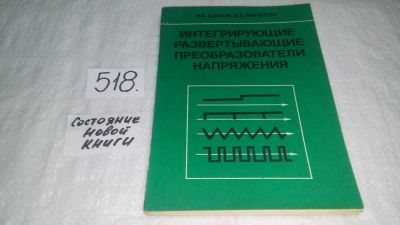 518.
Состояние
новой
книги
ИНТЕГРИРУЮЩИЕ
РАЗВЕРТЫВАЮЩИЕ
ПРЕОБРАЗОВАТЕЛИ
НАПРЯЖЕНИЯ